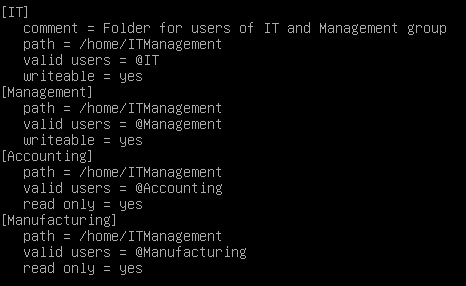 [IT]
comment = Folder for users of IT and Management group
path = /home/ITManagement
valid users = @IT
writeable = yes
[Management]
path = /home/ITManagement
valid users = @Management
writeable = yes
[Accounting]
path = /home/ITManagement
valid users = @Accounting
read only = yes
[Manufacturing]
path = /home/ITManagement
valid users = @Manufacturing
read only = yes